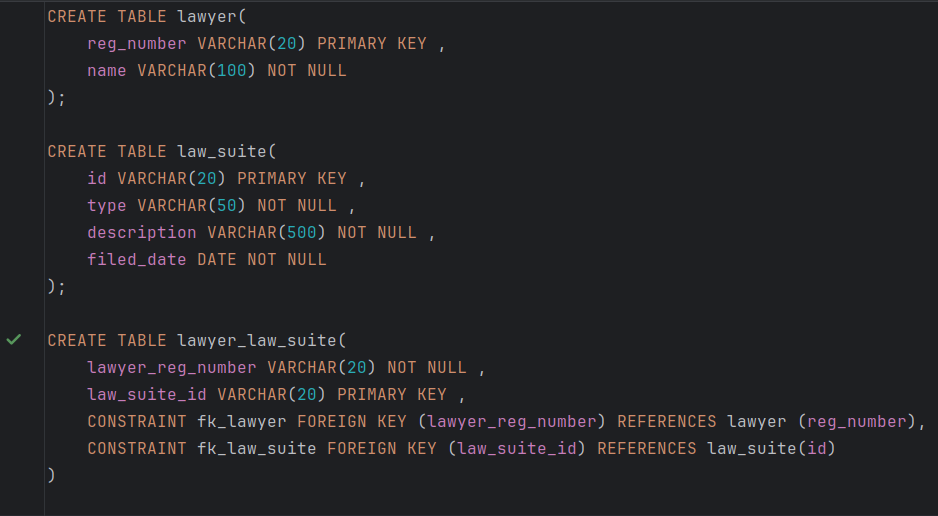 CREATE TABLE lawyer(
    reg_number VARCHAR(20) PRIMARY KEY ,
    name VARCHAR(100) NOT NULL
);
CREATE TABLE law_suite(
    id VARCHAR(20) PRIMARY KEY ,
    type VARCHAR(50) NOT NULL ,
    description VARCHAR(500) NOT NULL ,
    filed_date DATE NOT NULL
);
CREATE TABLE lawyer_law_suite(
    lawyer_reg_number VARCHAR(20) NOT NULL ,
    law_suite_id VARCHAR(20) PRIMARY KEY ,
    CONSTRAINT fk_lawyer FOREIGN KEY (lawyer_reg_number) REFERENCES lawyer (reg_number),
    CONSTRAINT fk_law_suite FOREIGN KEY (law_suite_id) REFERENCES law_suite(id)
)